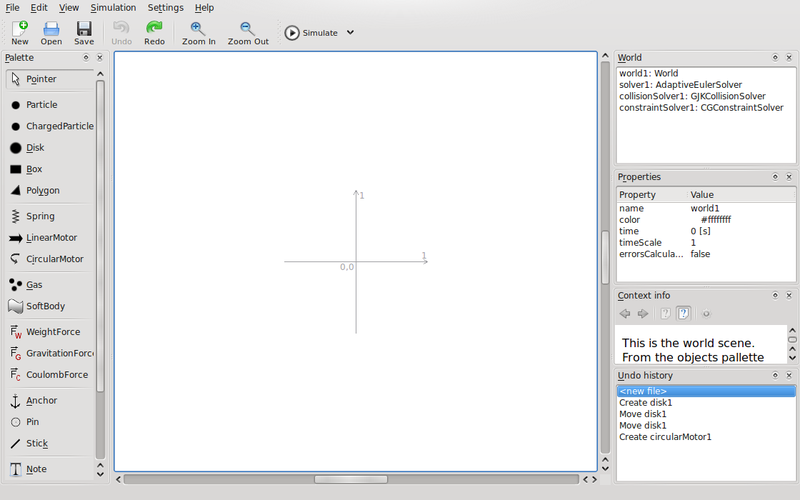 File Edit View Simulation Settings Help
New Open Save Undo Redo Zoom In Zoom Out Simulate
Palette
Pointer
Particle
ChargedParticle
Disk
Box
Polygon
Spring
LinearMotor
CircularMotor
Gas
SoftBody
F W WeightForce
F G GravitationForc
F C CoulombForce
Anchor
Pin
Stick
Note
1
1
0,0
World
world1: World
solver1: AdaptiveEulerSolver
collisionSolver1: GJKCollisionSolver
constraintSolver1: CGConstraintSolver
Properties
Property Value
name world1
color #ffffffff
time 0 [s]
timeScale 1
errorsCalcula... false
Context info
This is the world scene.
From the objects pallette
Undo history
<new file>
Create disk1
Move disk1
Move disk1
Create circularMotor1